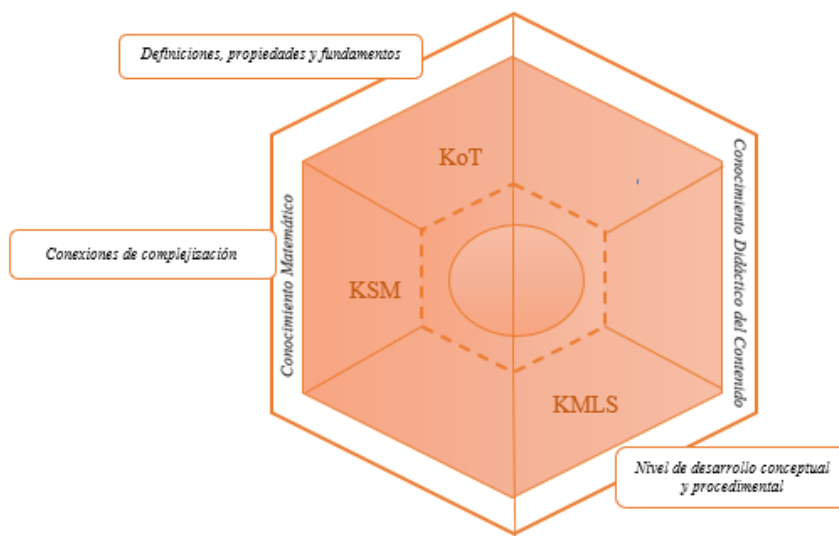 Definiciones, propiedades y fundamentos
KoT
Conocimiento Matemático
Conocimiento Didáctico del Contenido
Conexiones de complejización
KSM
KMLS
Nivel de desarrollo conceptual
y procedimental